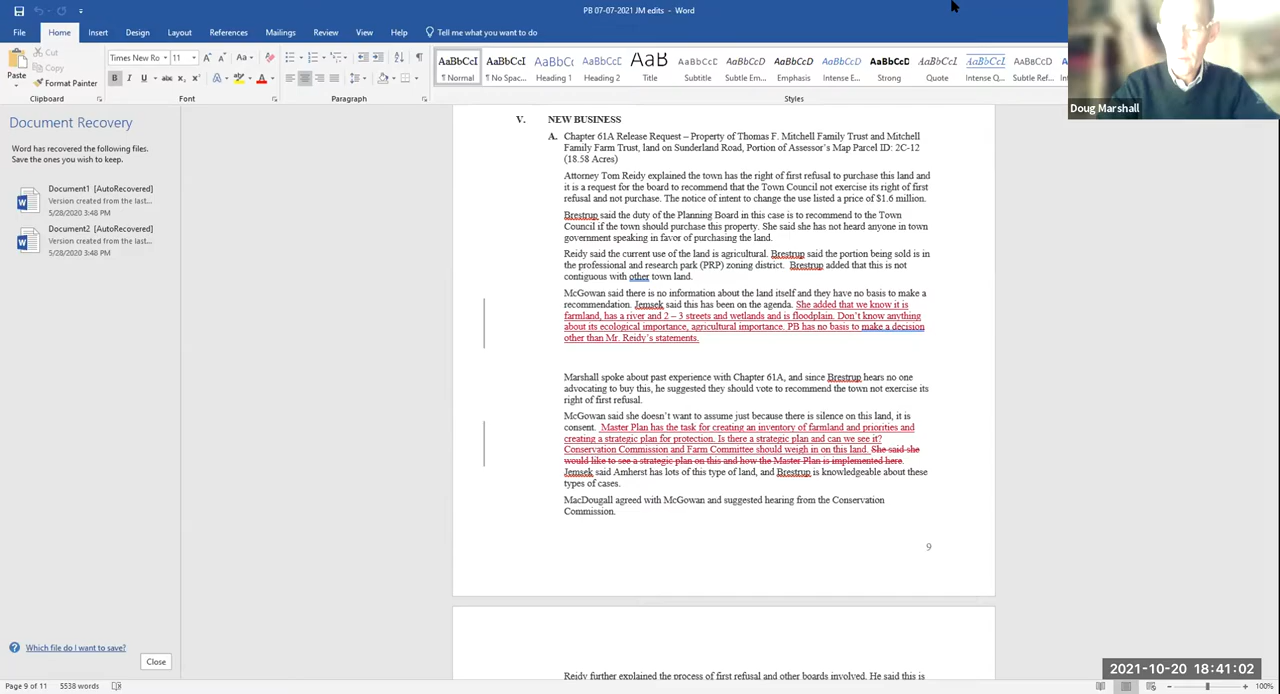 PB 07-07-2021 JM edits - Word
File Home Insert Design Layout References Mailings Review View Help Tell me what you want to do
Paste Cut Copy Format Painter
Times New Ro 11
AaBbCcI AaBbCcI AaBbC AaBbCcI AaB AaBbCcD AaBbCcD AaBbCcD AaBbCcD AaBbCcI AaBbCcI AaBbCcI AaBbCcD
¶ Normal ¶ No Spac... Heading 1 Heading 2 Title Subtitle Subtle Em... Emphasis Intense E... Strong Quote Intense Q... Subtle Ref...
Clipboard Font Paragraph Styles
Doug Marshall
Document Recovery
Word has recovered the following files.
Save the ones you wish to keep.
Document1 [AutoRecovered]
Version created from the last...
5/28/2020 3:48 PM
Document2 [AutoRecovered]
Version created from the last...
5/28/2020 3:48 PM
Which file do I want to save?
Close
V. NEW BUSINESS
A. Chapter 61A Release Request – Property of Thomas F. Mitchell Family Trust and Mitchell
Family Farm Trust, land on Sunderland Road, Portion of Assessor's Map Parcel ID: 2C-12
(18.58 Acres)
Attorney Tom Reidy explained the town has the right of first refusal to purchase this land and
it is a request for the board to recommend that the Town Council not exercise its right of first
refusal and not purchase. The notice of intent to change the use listed a price of $1.6 million.
Brestrup said the duty of the Planning Board in this case is to recommend to the Town
Council if the town should purchase this property. She said she has not heard anyone in town
government speaking in favor of purchasing the land.
Reidy said the current use of the land is agricultural. Brestrup said the portion being sold is in
the professional and research park (PRP) zoning district. Brestrup added that this is not
contiguous with other town land.
McGowan said there is no information about the land itself and they have no basis to make a
recommendation. Jemsek said this has been on the agenda. She added that we know it is
farmland, has a river and 2 – 3 streets and wetlands and is floodplain. Don't know anything
about its ecological importance, agricultural importance. PB has no basis to make a decision
other than Mr. Reidy's statements.
Marshall spoke about past experience with Chapter 61A, and since Brestrup hears no one
advocating to buy this, he suggested they should vote to recommend the town not exercise its
right of first refusal.
McGowan said she doesn't want to assume just because there is silence on this land, it is
consent. Master Plan has the task for creating an inventory of farmland and priorities and
creating a strategic plan for protection. Is there a strategic plan and can we see it?
Conservation Commission and Farm Committee should weigh in on this land. She said she
would like to see a strategic plan on this and how the Master Plan is implemented here.
Jemsek said Amherst has lots of this type of land, and Brestrup is knowledgeable about these
types of cases.
MacDougall agreed with McGowan and suggested hearing from the Conservation
Commission.
9
Reidy further explained the process of first refusal and other boards involved. He said this is
2021-10-20 18:41:02
Page 9 of 11 5538 words
100%